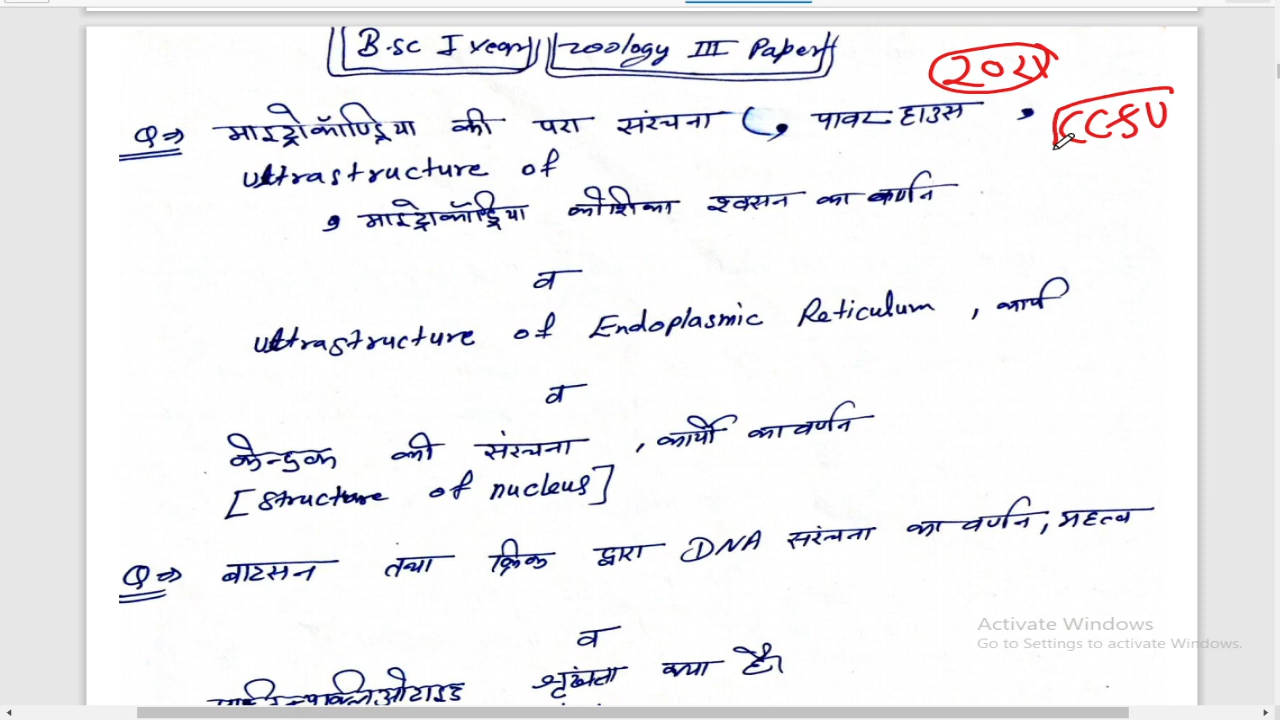 B.sc I year zoology III Paper
2021
CCSU
Q⇒ माइट्रोकॉण्ड्रिया की परा संरचना (, पावर हाउस ,
ultrastructure of
, माइट्रोकॉण्ड्रिया कोशिका श्वसन का वर्णन
व
ultrastructure of Endoplasmic Reticulum , कार्य
व
केन्द्रक की संरचना , कार्यो का वर्णन
[structure of nucleus]
Q⇒ वाटसन तथा क्रिक द्वारा DNA संरचना का वर्णन, महत्व
व
श्रृंखला क्या है।
Activate Windows
Go to Settings to activate Windows.